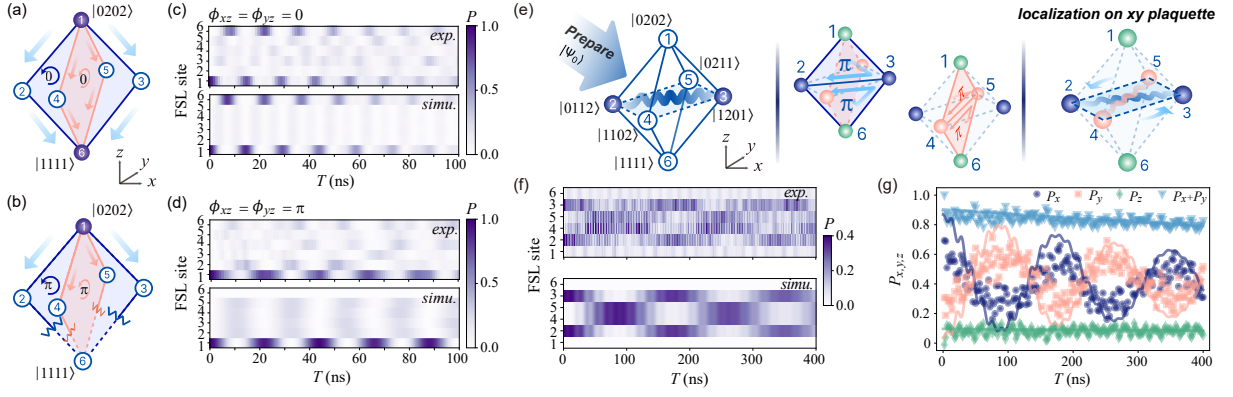 (a)
1
|0202⟩
0
0
5
2
4
3
6
|1111⟩
z
y
x
(b)
|0202⟩
1
π
π
5
2
4
3
6
|1111⟩
(c)
ϕxz = ϕyz = 0
P
exp.
6
5
4
3
2
1
simu.
6
5
4
3
2
1
FSL site
0 20 40 60 80 100
T (ns)
1.0
0.5
0.0
(d)
ϕxz = ϕyz = π
P
exp.
6
5
4
3
2
1
simu.
6
5
4
3
2
1
FSL site
0 20 40 60 80 100
T (ns)
1.0
0.5
0.0
(e)
Prepare
|Ψ0⟩
|0202⟩
1
|0211⟩
5
|0112⟩
2
3
|1201⟩
4
|1102⟩
|1111⟩
6
z
y
x
1
2
π
3
π
6
1
5
π
π
4
6
localization on xy plaquette
1
5
2
3
4
6
(f)
exp.
6
3
5
4
2
1
simu.
6
3
5
4
2
1
FSL site
0 100 200 300 400
T (ns)
P
0.4
0.2
0.0
(g)
Px Py Pz Px+Py
1.0
0.8
0.6
0.4
0.2
0
Px,y,z
0 100 200 300 400
T (ns)